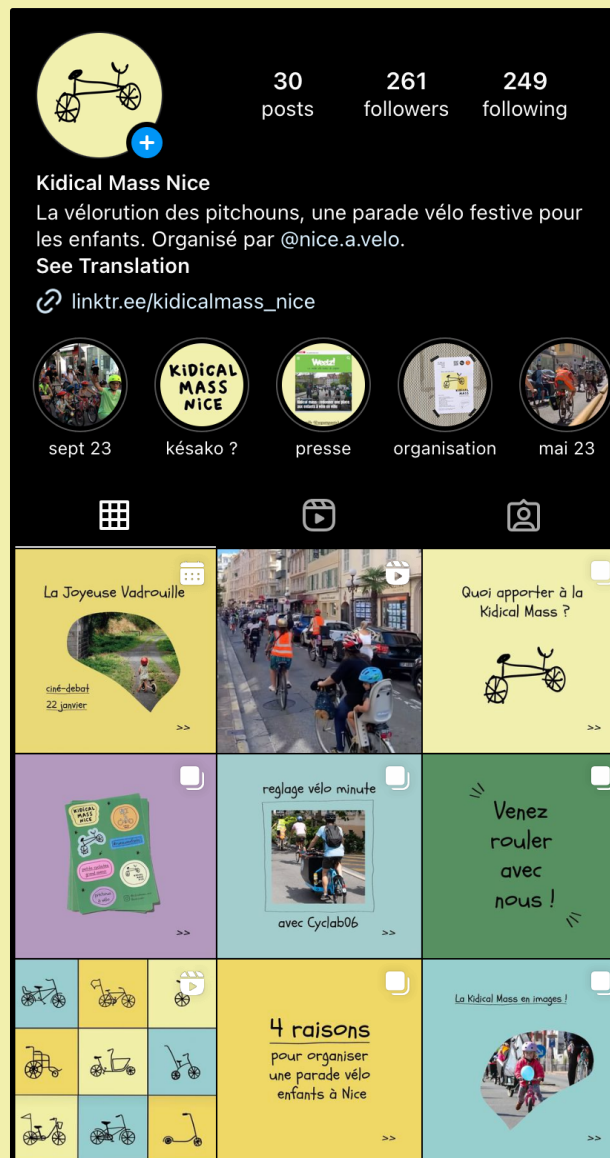 30
261
249
posts
followers
following
Kidical Mass Nice
La vélorution des pitchouns, une parade vélo festive pour
les enfants. Organisé par @nice.a.velo.
See Translation
linktr.ee/kidicalmass_nice
KiDiCAL
MASS
NiCE
Weetz!
sept 23
késako ?
presse
organisation
mai 23
La Joyeuse Vadrouille
ciné-debat
22 janvier
>>
Quoi apporter à la
Kidical Mass ?
>>
KiDiCAL
MASS
NiCE
>>
reglage vélo minute
avec Cyclab06
>>
Venez
rouler
avec
nous !
4 raisons
pour organiser
une parade vélo
enfants à Nice
>>
La Kidical Mass en images !
>>